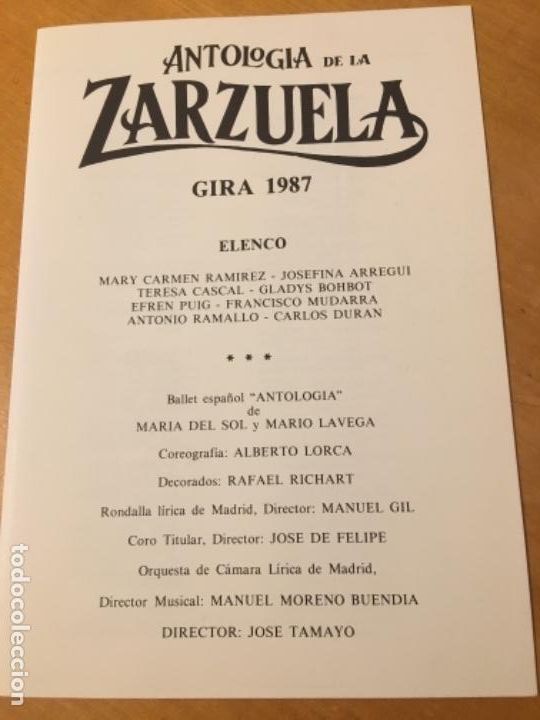 ANTOLOGIA DE LA
ZARZUELA
GIRA 1987
ELENCO
MARY CARMEN RAMIREZ - JOSEFINA ARREGUI
TERESA CASCAL - GLADYS BOHBOT
EFREN PUIG - FRANCISCO MUDARRA
ANTONIO RAMALLO - CARLOS DURAN
* * *
Ballet español "ANTOLOGIA"
de
MARIA DEL SOL y MARIO LAVEGA
Coreografía: ALBERTO LORCA
Decorados: RAFAEL RICHART
Rondalla lírica de Madrid, Director: MANUEL GIL
Coro Titular, Director: JOSE DE FELIPE
Orquesta de Cámara Lírica de Madrid,
Director Musical: MANUEL MORENO BUENDIA
DIRECTOR: JOSE TAMAYO
todocoleccion.net